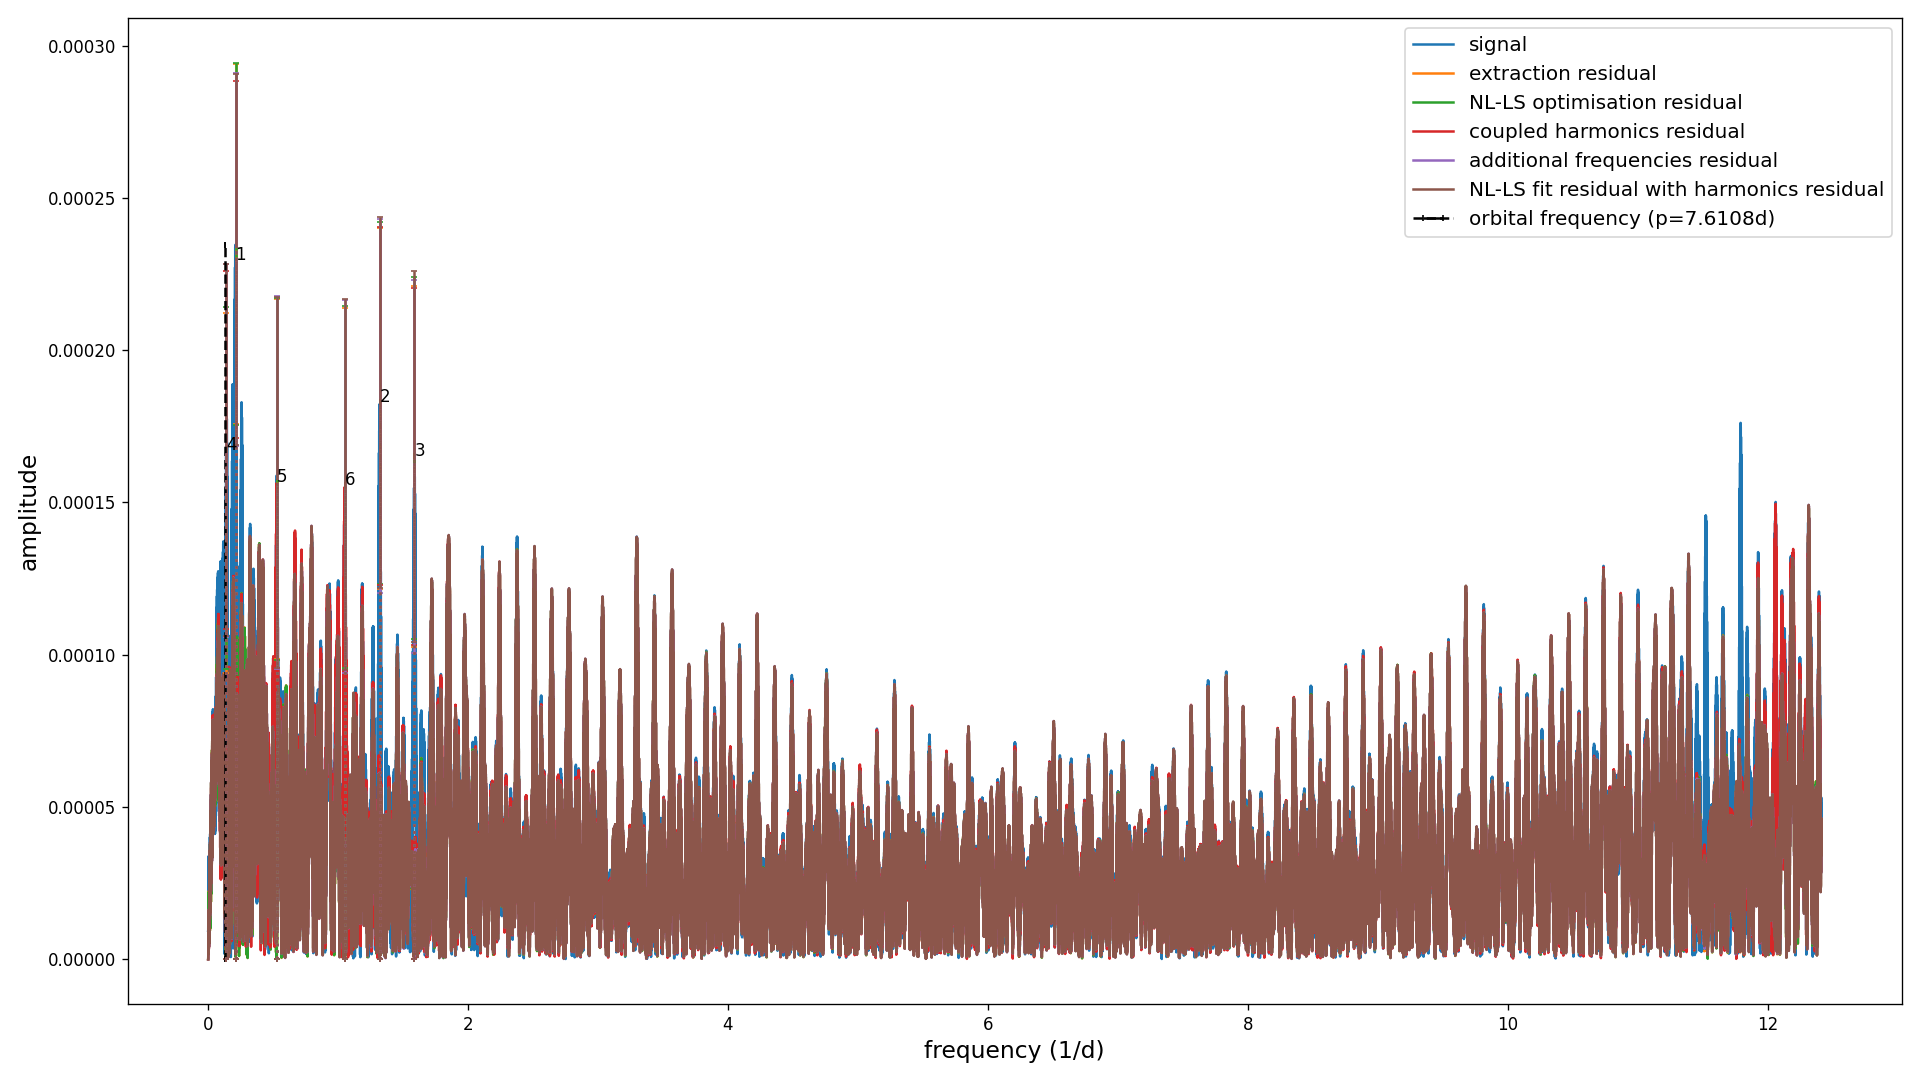 signal
extraction residual
NL-LS optimisation residual
coupled harmonics residual
additional frequencies residual
NL-LS fit residual with harmonics residual
orbital frequency (p=7.6108d)
0.00030
0.00025
0.00020
0.00015
0.00010
0.00005
0.00000
amplitude
1
2
3
4
5
6
0 2 4 6 8 10 12
frequency (1/d)